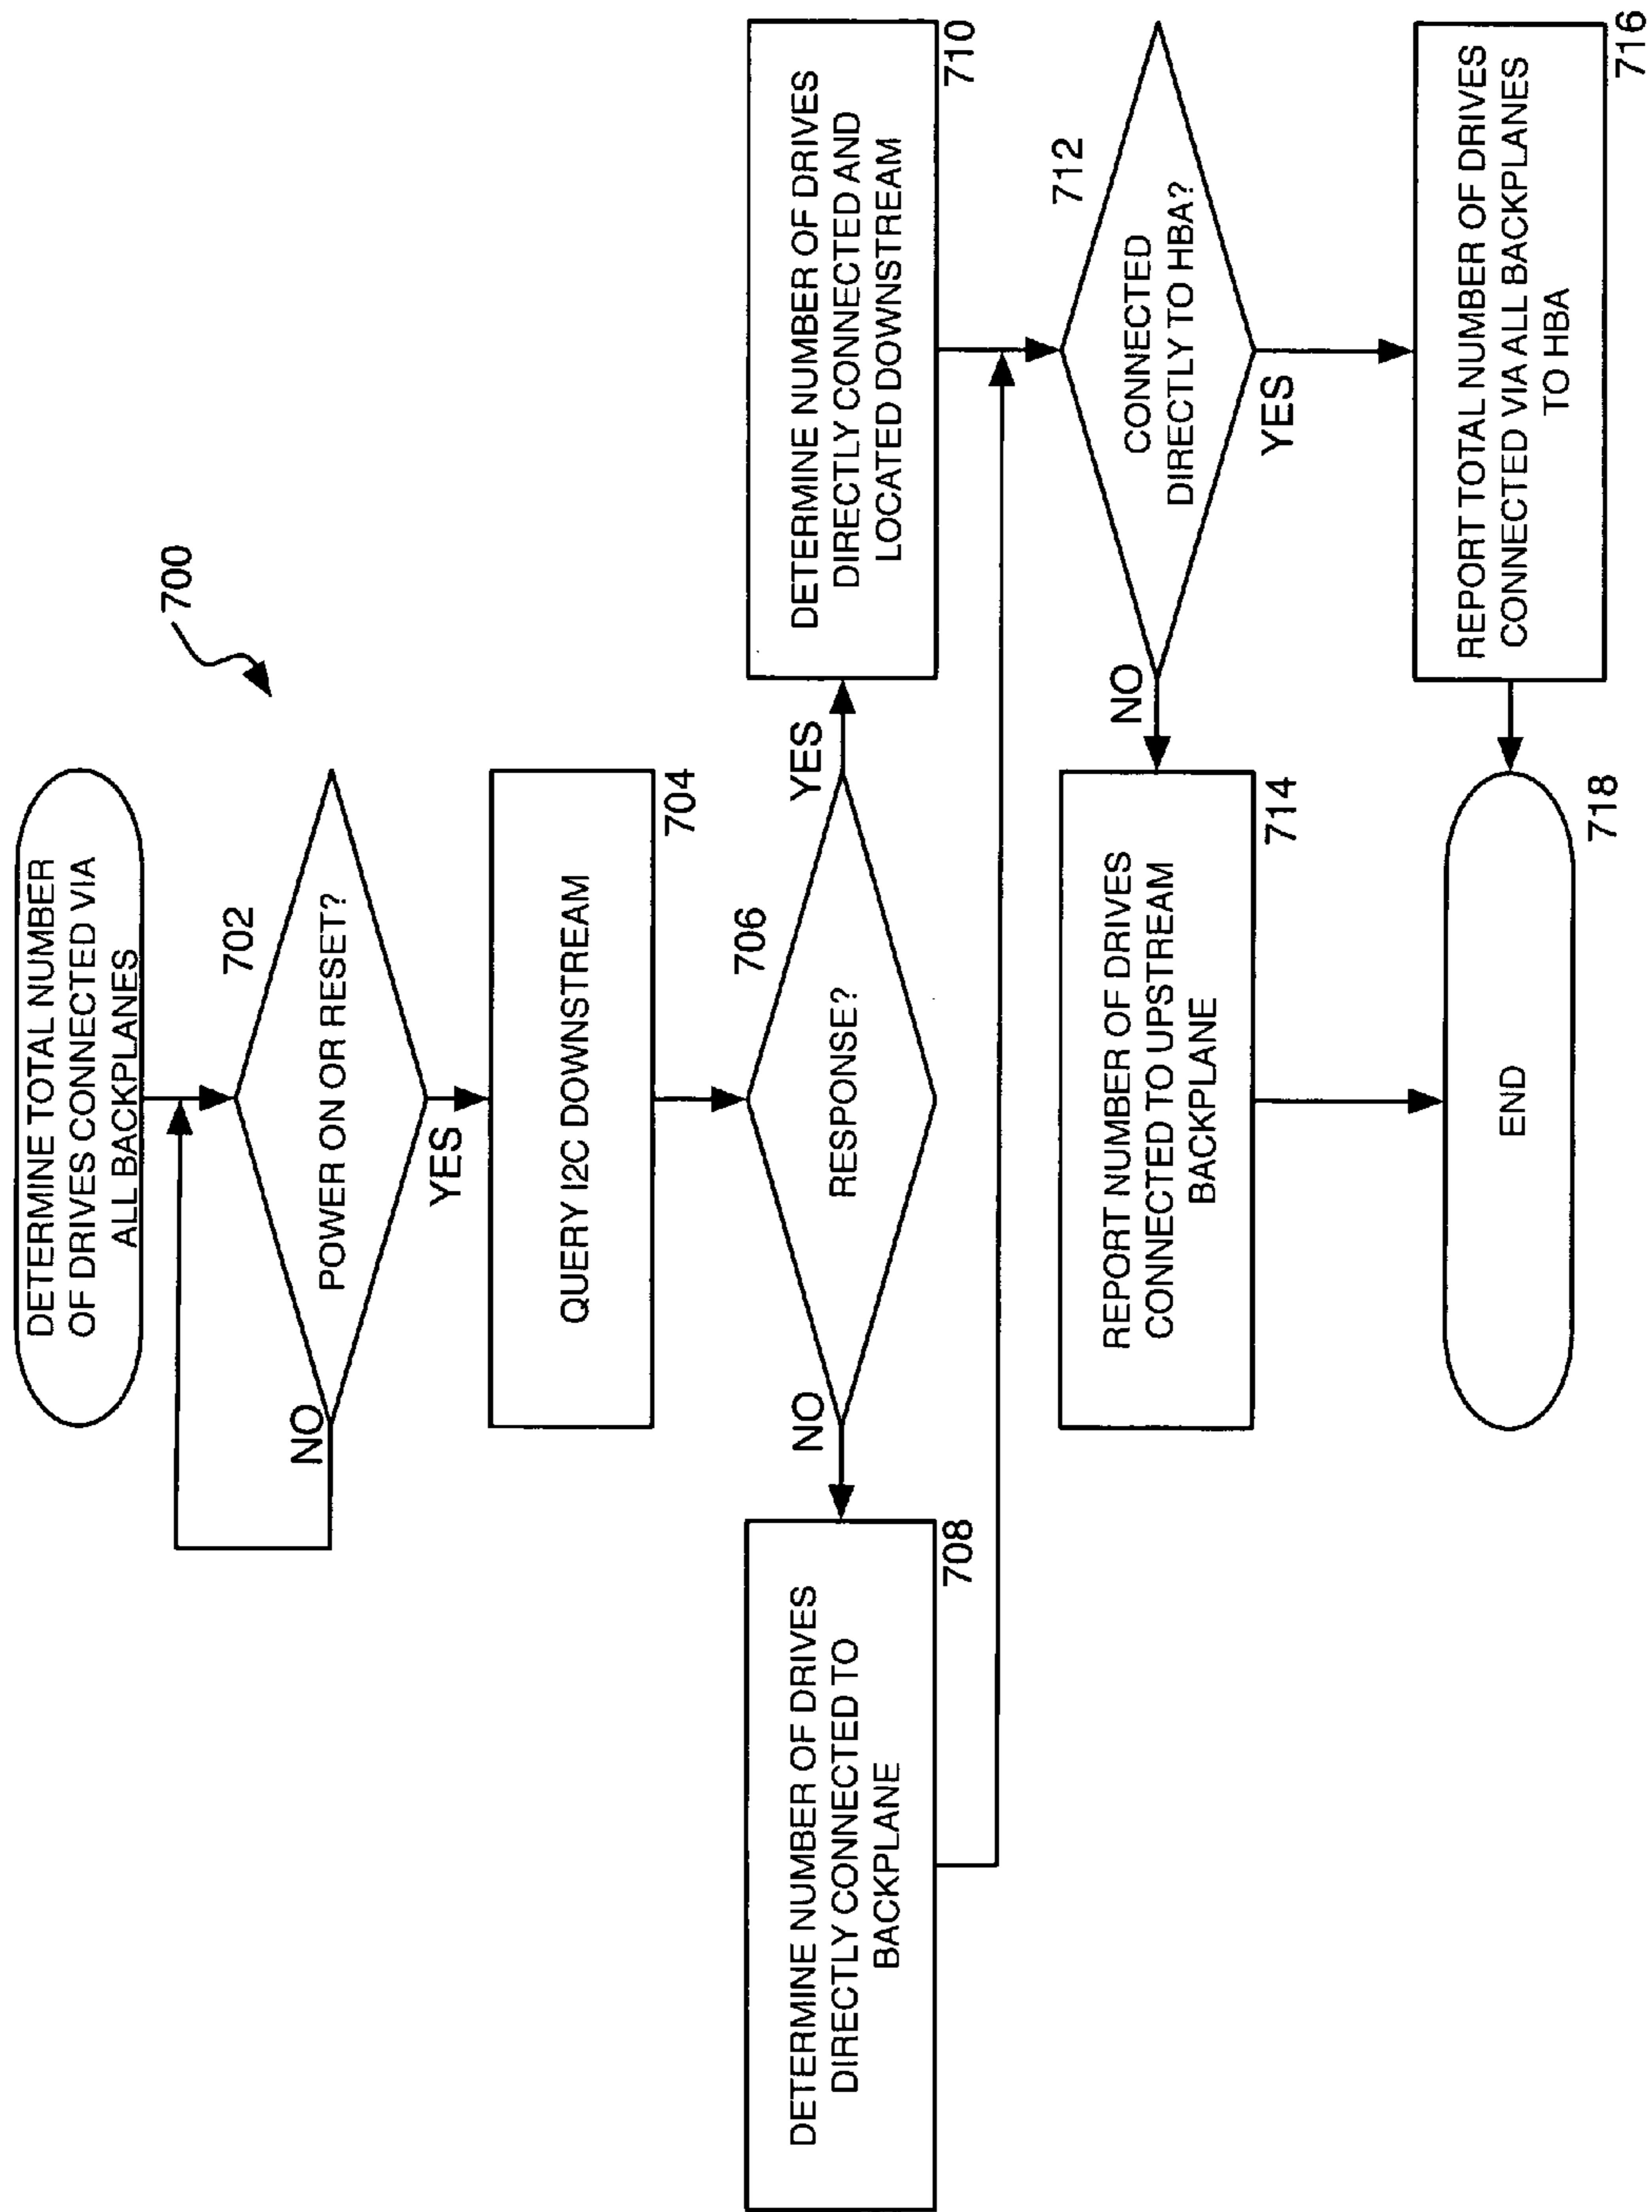 700
DETERMINE TOTAL NUMBER
OF DRIVES CONNECTED VIA
ALL BACKPLANES
702
POWER ON OR RESET?
NO
YES
QUERY I2C DOWNSTREAM
704
706
RESPONSE?
NO
YES
DETERMINE NUMBER OF DRIVES
DIRECTLY CONNECTED TO
BACKPLANE
708
DETERMINE NUMBER OF DRIVES
DIRECTLY CONNECTED AND
LOCATED DOWNSTREAM
710
712
CONNECTED
DIRECTLY TO HBA?
NO
YES
REPORT NUMBER OF DRIVES
CONNECTED TO UPSTREAM
BACKPLANE
714
REPORT TOTAL NUMBER OF DRIVES
CONNECTED VIA ALL BACKPLANES
TO HBA
716
END
718